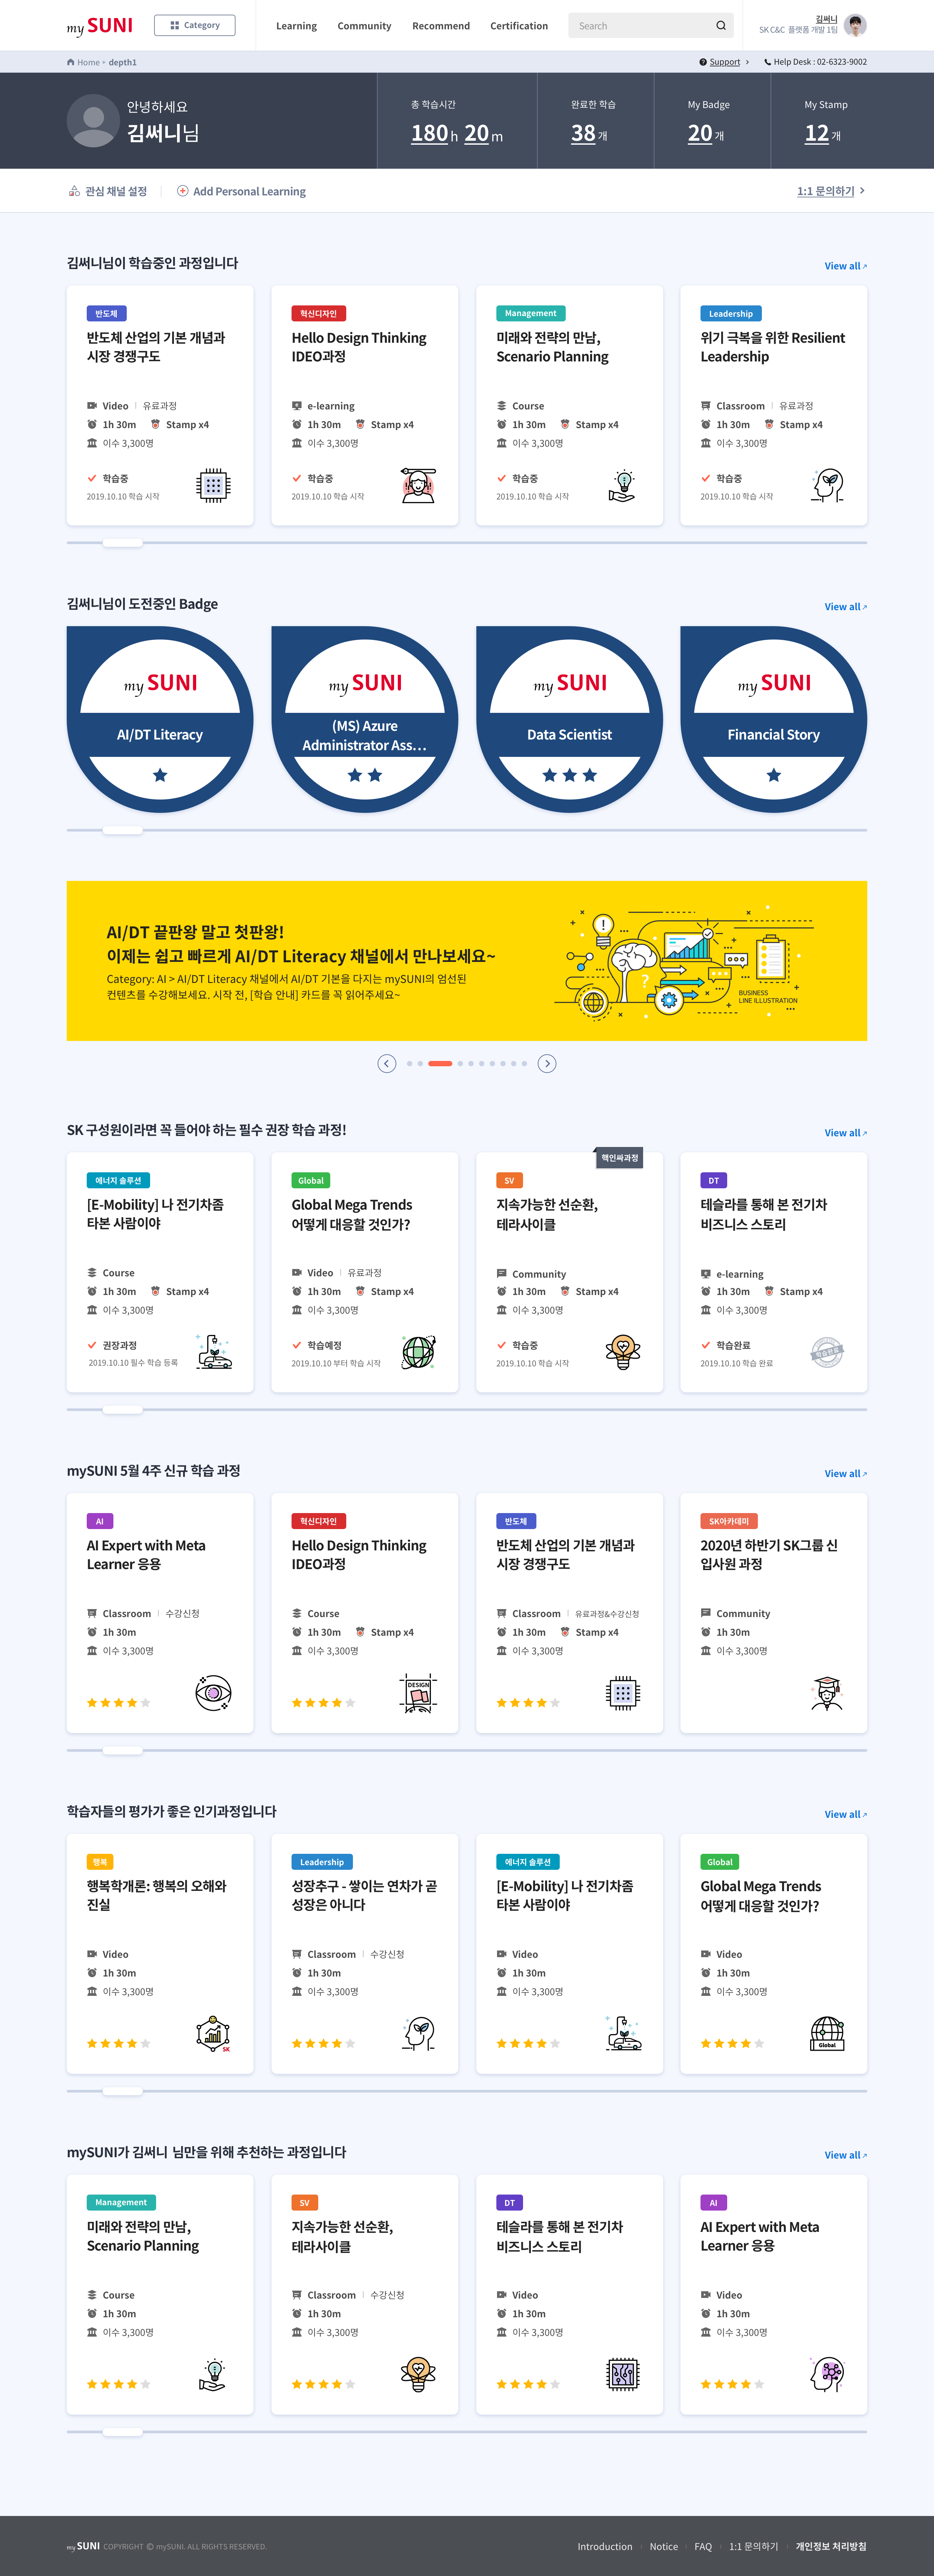 my SUNI
Category
Learning
Community
Recommend
Certification
Search
김써니
SK C&C 플랫폼 개발 1팀
Home
depth1
Support
Help Desk : 02-6323-9002
안녕하세요
김써니님
총 학습시간
180 h 20 m
완료한 학습
38 개
My Badge
20 개
My Stamp
12 개
관심 채널 설정
Add Personal Learning
1:1 문의하기
김써니님이 학습중인 과정입니다
View all
반도체
반도체 산업의 기본 개념과
시장 경쟁구도
Video
유료과정
1h 30m
Stamp x4
이수 3,300명
학습중
2019.10.10 학습 시작
혁신디자인
Hello Design Thinking
IDEO과정
e-learning
1h 30m
Stamp x4
이수 3,300명
학습중
2019.10.10 학습 시작
Management
미래와 전략의 만남,
Scenario Planning
Course
1h 30m
Stamp x4
이수 3,300명
학습중
2019.10.10 학습 시작
Leadership
위기 극복을 위한 Resilient
Leadership
Classroom
유료과정
1h 30m
Stamp x4
이수 3,300명
학습중
2019.10.10 학습 시작
김써니님이 도전중인 Badge
View all
my SUNI
AI/DT Literacy
my SUNI
(MS) Azure
Administrator Ass...
my SUNI
Data Scientist
my SUNI
Financial Story
AI/DT 끝판왕 말고 첫판왕!
이제는 쉽고 빠르게 AI/DT Literacy 채널에서 만나보세요~
Category: AI > AI/DT Literacy 채널에서 AI/DT 기본을 다지는 mySUNI의 엄선된
컨텐츠를 수강해보세요. 시작 전, [학습 안내] 카드를 꼭 읽어주세요~
BUSINESS
LINE ILLUSTRATION
SK 구성원이라면 꼭 들어야 하는 필수 권장 학습 과정!
View all
에너지 솔루션
[E-Mobility] 나 전기차좀
타본 사람이야
Course
1h 30m
Stamp x4
이수 3,300명
권장과정
2019.10.10 필수 학습 등록
Global
Global Mega Trends
어떻게 대응할 것인가?
Video
유료과정
1h 30m
Stamp x4
이수 3,300명
학습예정
2019.10.10 부터 학습 시작
핵인싸과정
SV
지속가능한 선순환,
테라사이클
Community
1h 30m
Stamp x4
이수 3,300명
학습중
2019.10.10 학습 시작
DT
테슬라를 통해 본 전기차
비즈니스 스토리
e-learning
1h 30m
Stamp x4
이수 3,300명
학습완료
2019.10.10 학습 완료
학습완료
mySUNI 5월 4주 신규 학습 과정
View all
AI
AI Expert with Meta
Learner 응용
Classroom
수강신청
1h 30m
이수 3,300명
혁신디자인
Hello Design Thinking
IDEO과정
Course
1h 30m
Stamp x4
이수 3,300명
DESIGN
반도체
반도체 산업의 기본 개념과
시장 경쟁구도
Classroom
유료과정&수강신청
1h 30m
Stamp x4
이수 3,300명
SK아카데미
2020년 하반기 SK그룹 신
입사원 과정
Community
1h 30m
이수 3,300명
학습자들의 평가가 좋은 인기과정입니다
View all
행복
행복학개론: 행복의 오해와
진실
Video
1h 30m
이수 3,300명
SK
Leadership
성장추구 - 쌓이는 연차가 곧
성장은 아니다
Classroom
수강신청
1h 30m
이수 3,300명
에너지 솔루션
[E-Mobility] 나 전기차좀
타본 사람이야
Video
1h 30m
이수 3,300명
Global
Global Mega Trends
어떻게 대응할 것인가?
Video
1h 30m
이수 3,300명
Global
mySUNI가 김써니 님만을 위해 추천하는 과정입니다
View all
Management
미래와 전략의 만남,
Scenario Planning
Course
1h 30m
이수 3,300명
SV
지속가능한 선순환,
테라사이클
Classroom
수강신청
1h 30m
이수 3,300명
DT
테슬라를 통해 본 전기차
비즈니스 스토리
Video
1h 30m
이수 3,300명
AI
AI Expert with Meta
Learner 응용
Video
1h 30m
이수 3,300명
my SUNI COPYRIGHT © mySUNI. ALL RIGHTS RESERVED.
Introduction
Notice
FAQ
1:1 문의하기
개인정보 처리방침